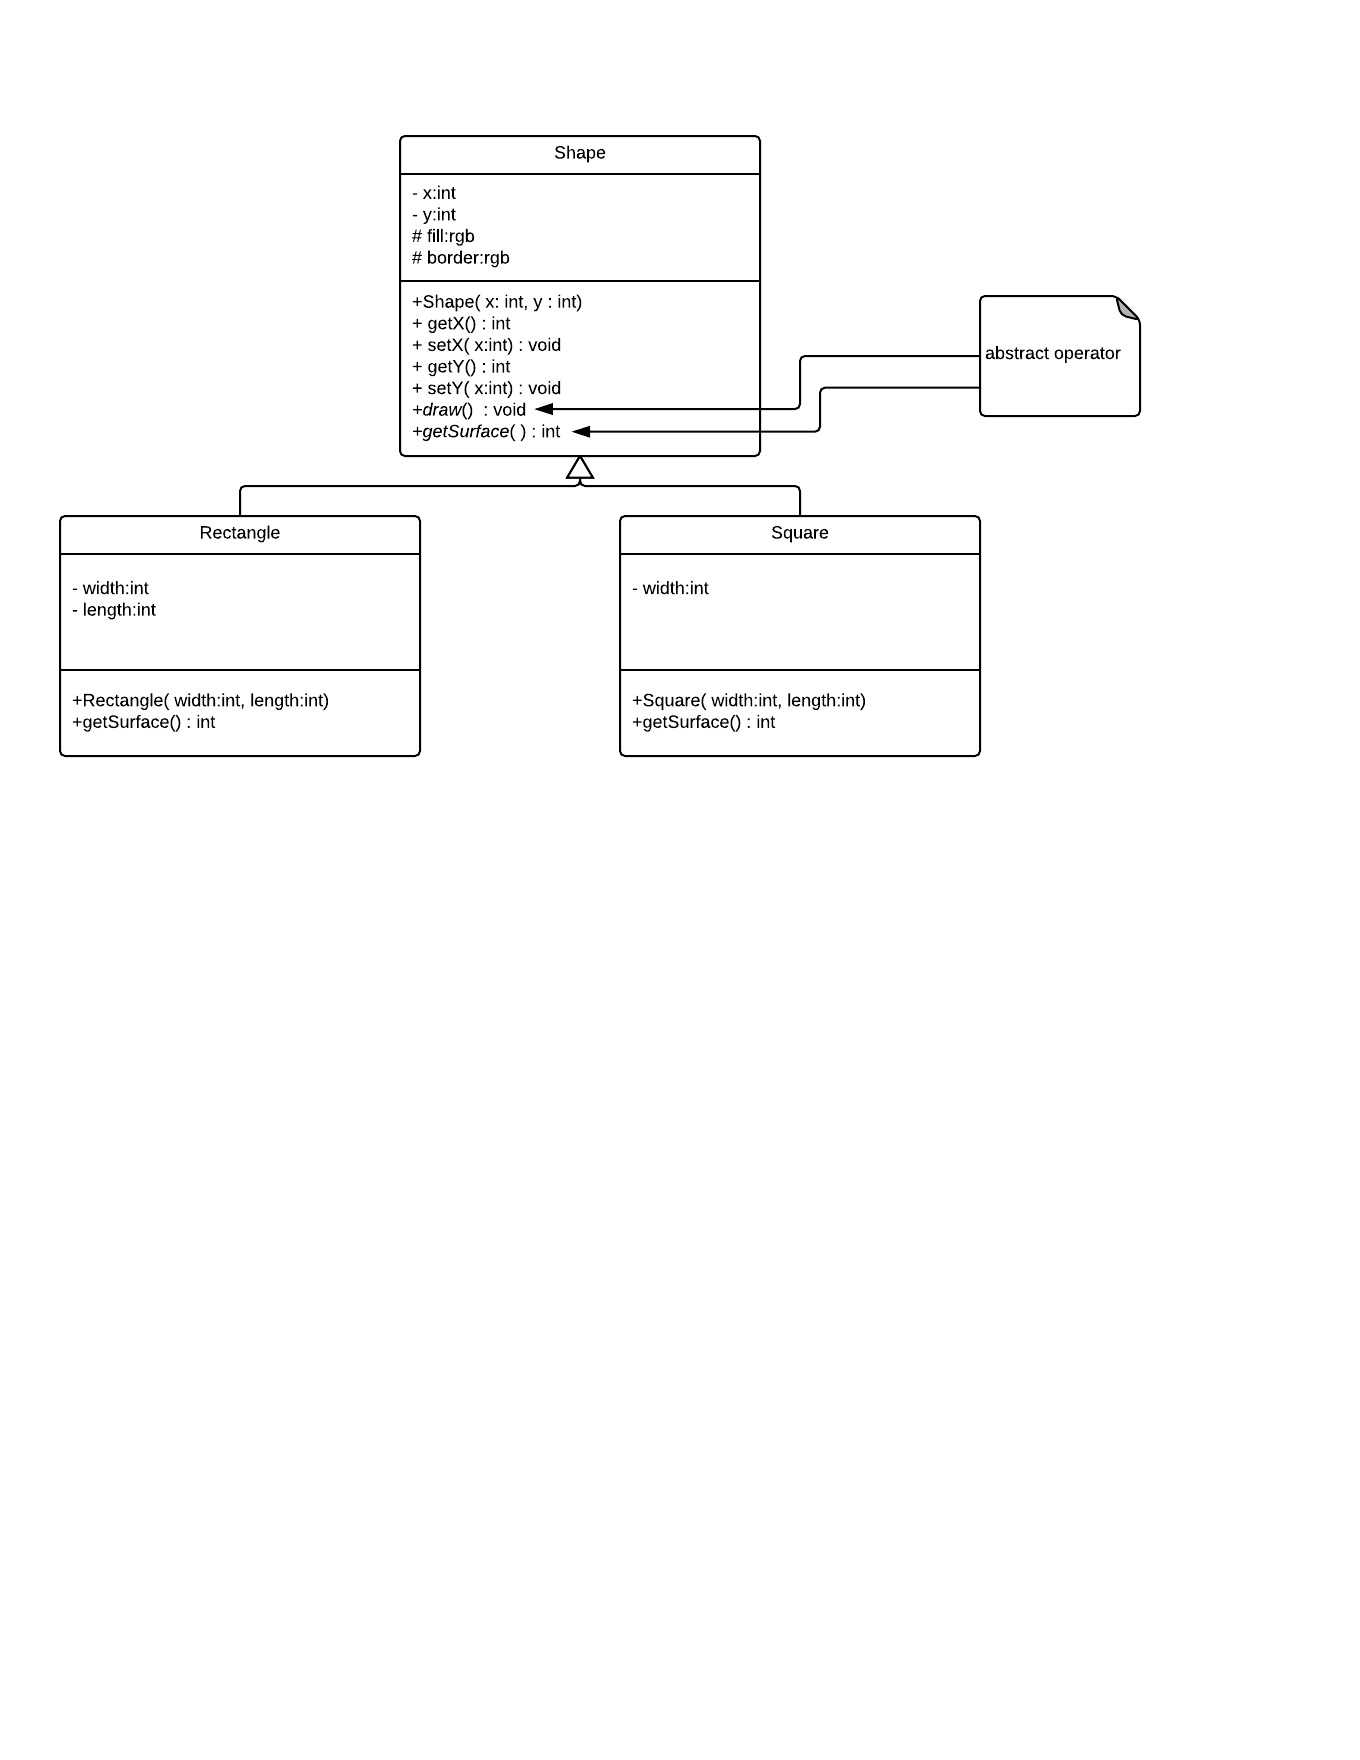 Shape
- x:int
- y:int
# fill:rgb
# border:rgb
+Shape( x: int, y : int)
+ getX() : int
+ setX( x:int) : void
+ getY() : int
+ setY( x:int) : void
+draw()  : void
+getSurface( ) : int
abstract operator
Rectangle
- width:int
- length:int
+Rectangle( width:int, length:int)
+getSurface() : int
Square
- width:int
+Square( width:int, length:int)
+getSurface() : int